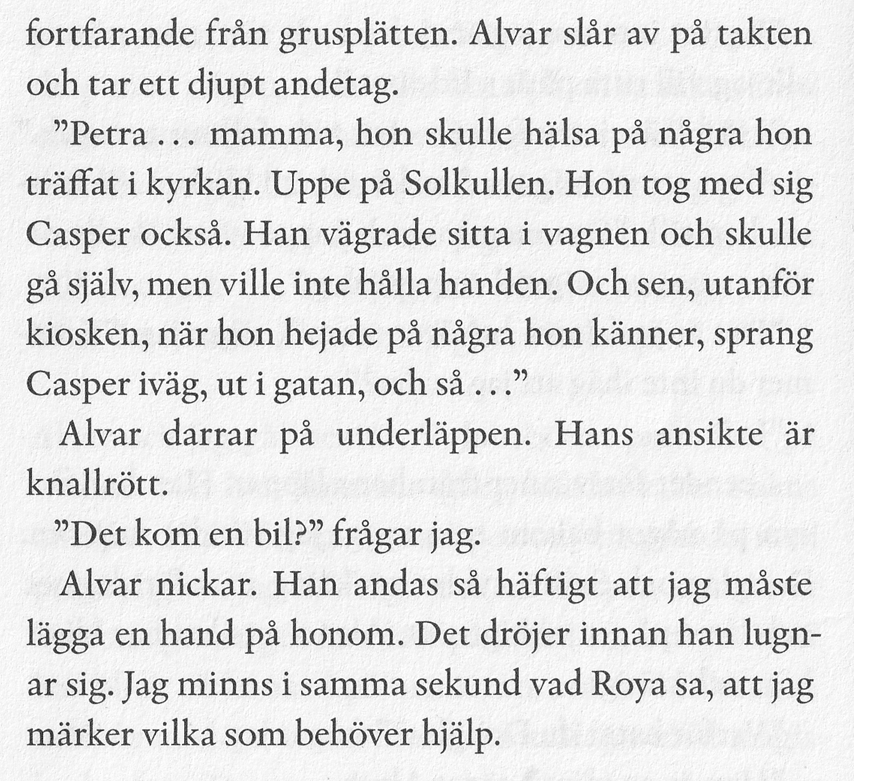 fortfarande från grusplätten. Alvar slår av på takten
och tar ett djupt andetag.
”Petra . . . mamma, hon skulle hälsa på några hon
träffat i kyrkan. Uppe på Solkullen. Hon tog med sig
Casper också. Han vägrade sitta i vagnen och skulle
gå själv, men ville inte hålla handen. Och sen, utanför
kiosken, när hon hejade på några hon känner, sprang
Casper iväg, ut i gatan, och så . . .”
Alvar darrar på underläppen. Hans ansikte är
knallrött.
”Det kom en bil?” frågar jag.
Alvar nickar. Han andas så häftigt att jag måste
lägga en hand på honom. Det dröjer innan han lugn-
ar sig. Jag minns i samma sekund vad Roya sa, att jag
märker vilka som behöver hjälp.